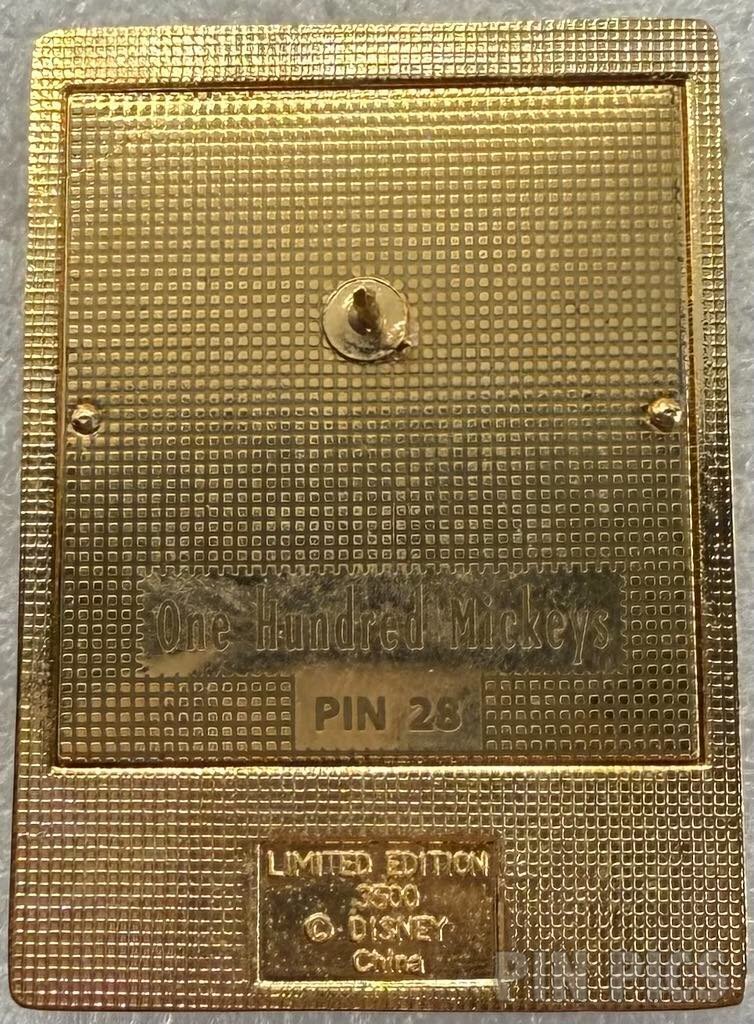 One Hundred Mickeys
PIN 28
LIMITED EDITION
3500
© DISNEY
China
PIN PICS